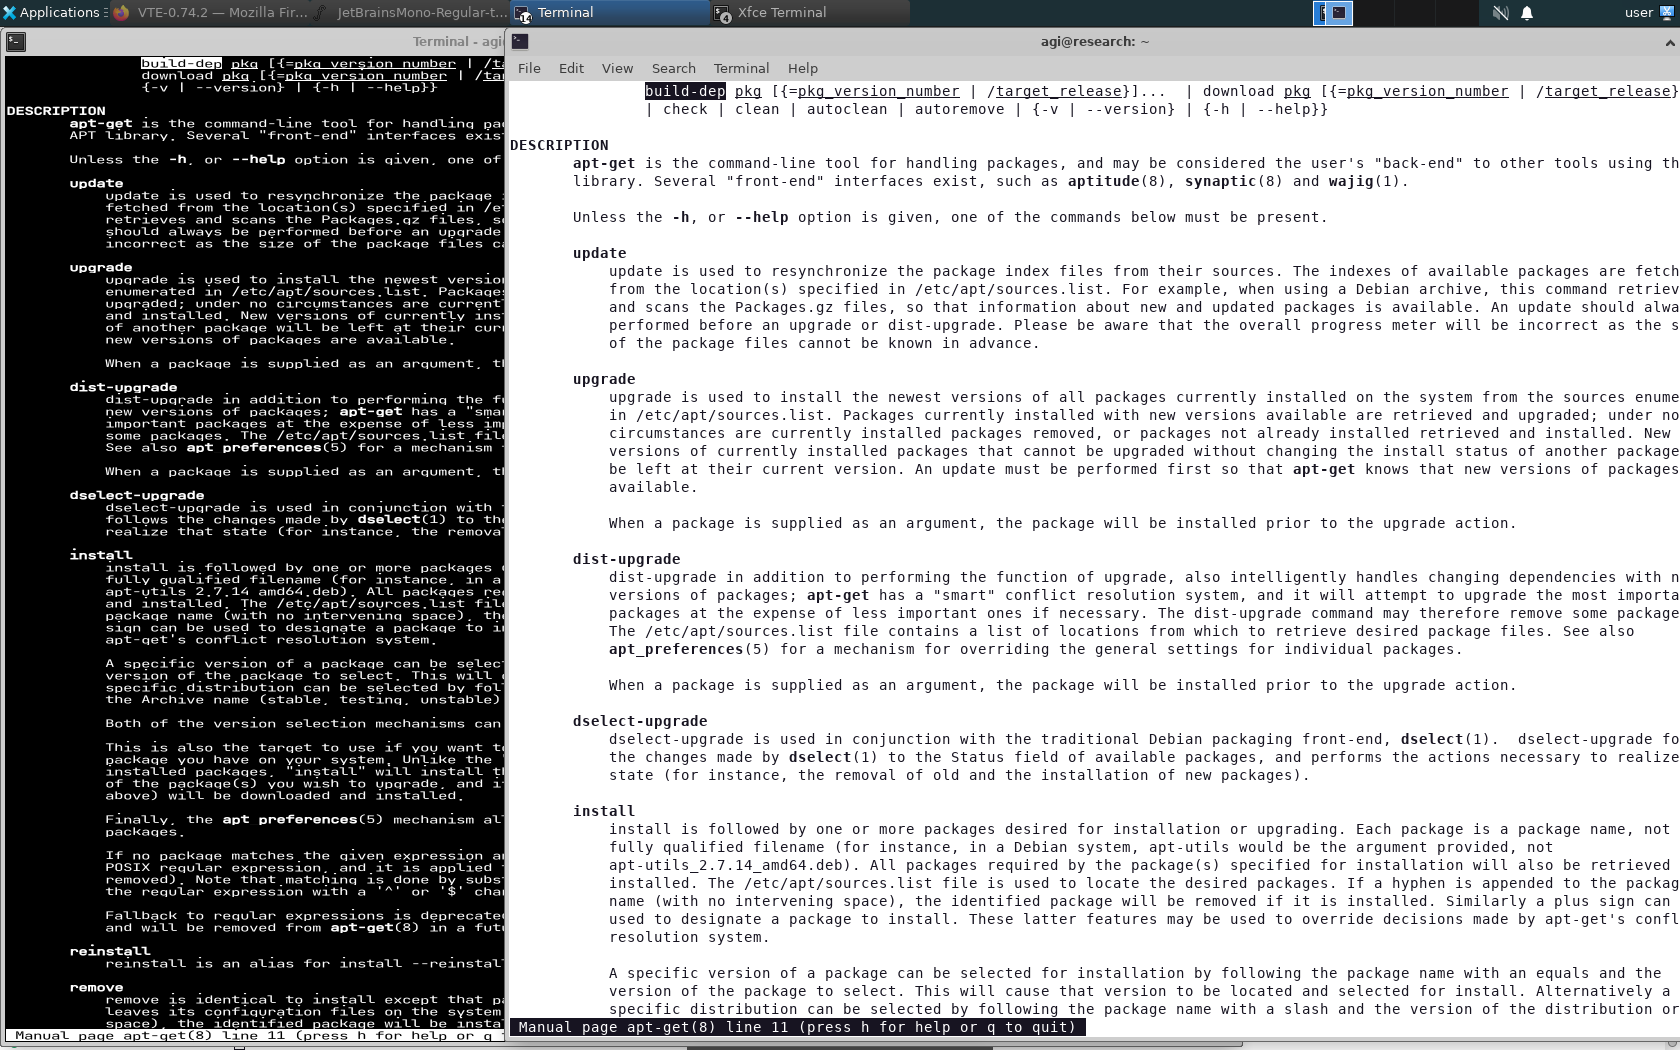 Applications
VTE-0.74.2 — Mozilla Fir...
JetBrainsMono-Regular-t...
14
Terminal
4
Xfce Terminal
user
Terminal - agi
build-dep pkg [{=pkg_version_number | /ta
download pkg [{=pkg_version_number | /tar
{-v | --version} | {-h | --help}}
DESCRIPTION
apt-get is the command-line tool for handling pac
APT library. Several "front-end" interfaces exist
Unless the -h, or --help option is given, one of
update
update is used to resynchronize the package i
fetched from the location(s) specified in /et
retrieves and scans the Packages.gz files, so
should always be performed before an upgrade
incorrect as the size of the package files ca
upgrade
upgrade is used to install the newest version
enumerated in /etc/apt/sources.list. Packages
upgraded; under no circumstances are currentl
and installed. New versions of currently inst
of another package will be left at their curr
new versions of packages are available.
When a package is supplied as an argument, th
dist-upgrade
dist-upgrade in addition to performing the fu
new versions of packages; apt-get has a "smar
important packages at the expense of less imp
some packages. The /etc/apt/sources.list file
See also apt_preferences(5) for a mechanism f
When a package is supplied as an argument, th
dselect-upgrade
dselect-upgrade is used in conjunction with t
follows the changes made by dselect(1) to the
realize that state (for instance, the removal
install
install is followed by one or more packages d
fully qualified filename (for instance, in a
apt-utils_2.7.14_amd64.deb). All packages req
and installed. The /etc/apt/sources.list file
package name (with no intervening space), the
sign can be used to designate a package to in
apt-get's conflict resolution system.
A specific version of a package can be select
version of the package to select. This will c
specific distribution can be selected by foll
the Archive name (stable, testing, unstable)
Both of the version selection mechanisms can
This is also the target to use if you want to
package you have on your system. Unlike the "
installed packages, "install" will install th
of the package(s) you wish to upgrade, and if
above) will be downloaded and installed.
Finally, the apt_preferences(5) mechanism all
packages.
If no package matches the given expression an
POSIX regular expression, and it is applied t
removed). Note that matching is done by subst
the regular expression with a '^' or '$' char
Fallback to regular expressions is deprecated
and will be removed from apt-get(8) in a futu
reinstall
reinstall is an alias for install --reinstall
remove
remove is identical to install except that pa
leaves its configuration files on the system
space), the identified package will be instal
Manual page apt-get(8) line 11 (press h for help or q
agi@research: ~
File Edit View Search Terminal Help
build-dep pkg [{=pkg_version_number | /target_release}]... | download pkg [{=pkg_version_number | /target_release}
| check | clean | autoclean | autoremove | {-v | --version} | {-h | --help}}
DESCRIPTION
apt-get is the command-line tool for handling packages, and may be considered the user's "back-end" to other tools using th
library. Several "front-end" interfaces exist, such as aptitude(8), synaptic(8) and wajig(1).
Unless the -h, or --help option is given, one of the commands below must be present.
update
update is used to resynchronize the package index files from their sources. The indexes of available packages are fetch
from the location(s) specified in /etc/apt/sources.list. For example, when using a Debian archive, this command retriev
and scans the Packages.gz files, so that information about new and updated packages is available. An update should alwa
performed before an upgrade or dist-upgrade. Please be aware that the overall progress meter will be incorrect as the s
of the package files cannot be known in advance.
upgrade
upgrade is used to install the newest versions of all packages currently installed on the system from the sources enume
in /etc/apt/sources.list. Packages currently installed with new versions available are retrieved and upgraded; under no
circumstances are currently installed packages removed, or packages not already installed retrieved and installed. New
versions of currently installed packages that cannot be upgraded without changing the install status of another package
be left at their current version. An update must be performed first so that apt-get knows that new versions of packages
available.
When a package is supplied as an argument, the package will be installed prior to the upgrade action.
dist-upgrade
dist-upgrade in addition to performing the function of upgrade, also intelligently handles changing dependencies with n
versions of packages; apt-get has a "smart" conflict resolution system, and it will attempt to upgrade the most importa
packages at the expense of less important ones if necessary. The dist-upgrade command may therefore remove some package
The /etc/apt/sources.list file contains a list of locations from which to retrieve desired package files. See also
apt_preferences(5) for a mechanism for overriding the general settings for individual packages.
When a package is supplied as an argument, the package will be installed prior to the upgrade action.
dselect-upgrade
dselect-upgrade is used in conjunction with the traditional Debian packaging front-end, dselect(1). dselect-upgrade fo
the changes made by dselect(1) to the Status field of available packages, and performs the actions necessary to realize
state (for instance, the removal of old and the installation of new packages).
install
install is followed by one or more packages desired for installation or upgrading. Each package is a package name, not
fully qualified filename (for instance, in a Debian system, apt-utils would be the argument provided, not
apt-utils_2.7.14_amd64.deb). All packages required by the package(s) specified for installation will also be retrieved
installed. The /etc/apt/sources.list file is used to locate the desired packages. If a hyphen is appended to the packag
name (with no intervening space), the identified package will be removed if it is installed. Similarly a plus sign can
used to designate a package to install. These latter features may be used to override decisions made by apt-get's confl
resolution system.
A specific version of a package can be selected for installation by following the package name with an equals and the
version of the package to select. This will cause that version to be located and selected for install. Alternatively a
specific distribution can be selected by following the package name with a slash and the version of the distribution or
Manual page apt-get(8) line 11 (press h for help or q to quit)